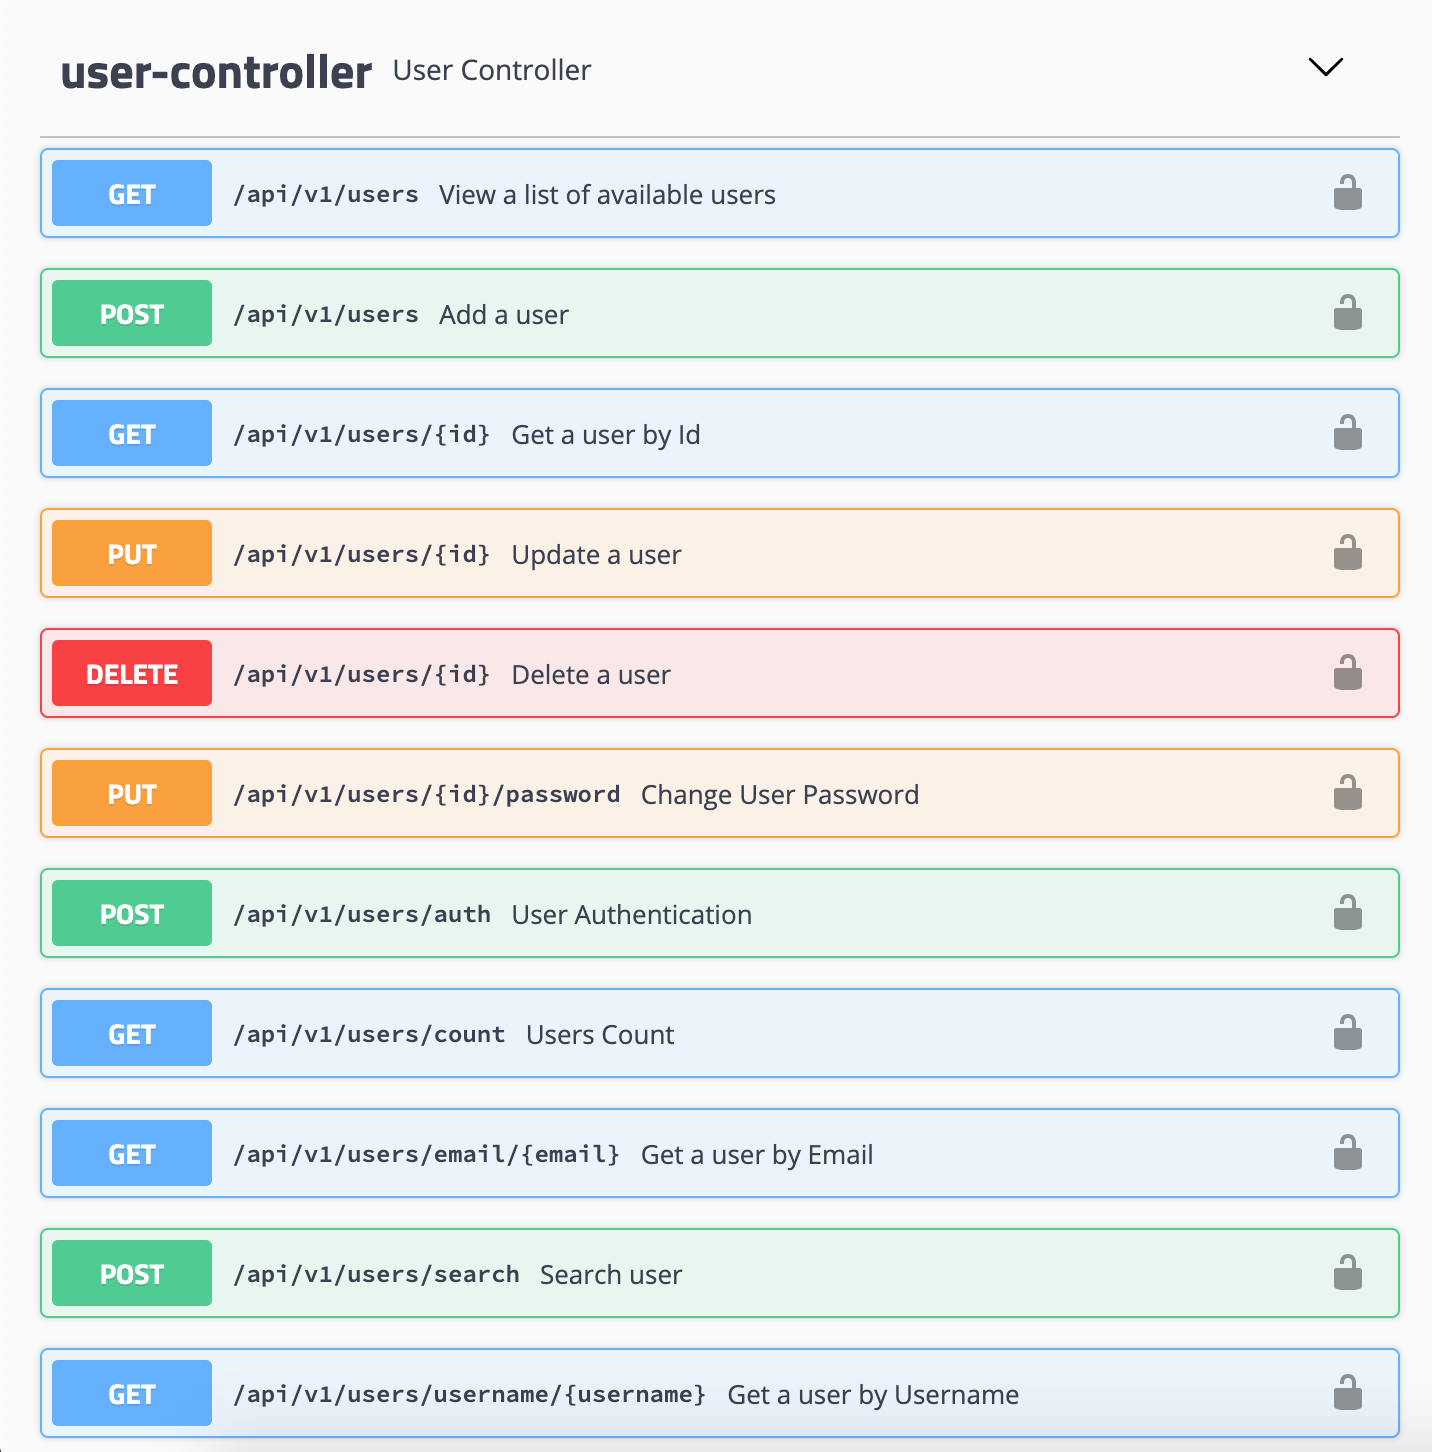 user-controller User Controller
GET /api/v1/users View a list of available users
POST /api/v1/users Add a user
GET /api/v1/users/{id} Get a user by Id
PUT /api/v1/users/{id} Update a user
DELETE /api/v1/users/{id} Delete a user
PUT /api/v1/users/{id}/password Change User Password
POST /api/v1/users/auth User Authentication
GET /api/v1/users/count Users Count
GET /api/v1/users/email/{email} Get a user by Email
POST /api/v1/users/search Search user
GET /api/v1/users/username/{username} Get a user by Username